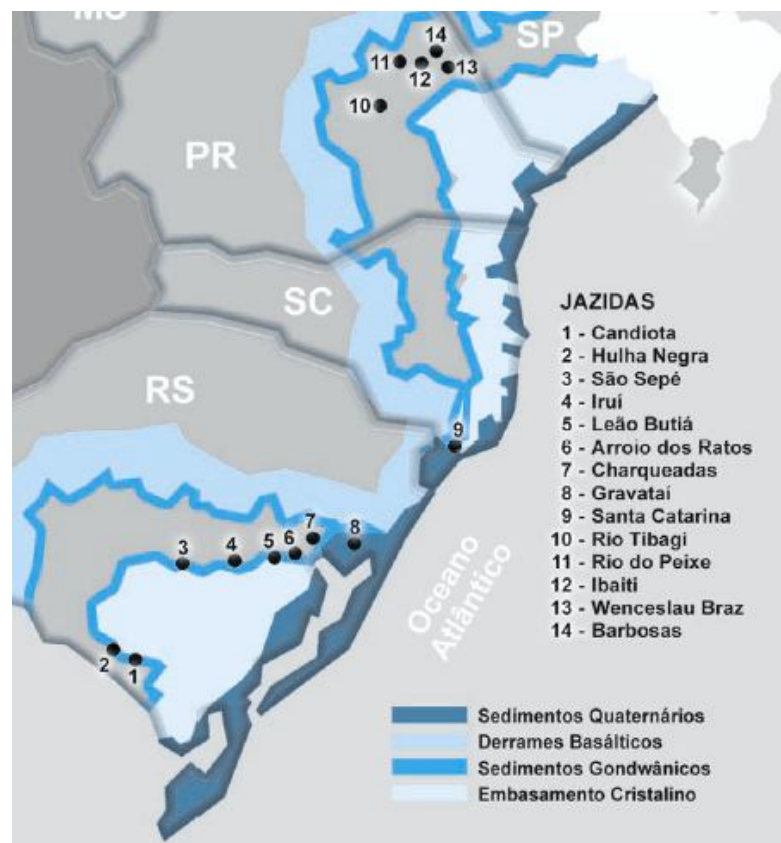 MS
SP
14
11
12
13
10
PR
SC
RS
9
7
8
6
5
4
3
2
1
Oceano
Atlântico
JAZIDAS
1 - Candiota
2 - Hulha Negra
3 - São Sepé
4 - Iruí
5 - Leão Butiá
6 - Arroio dos Ratos
7 - Charqueadas
8 - Gravataí
9 - Santa Catarina
10 - Rio Tibagi
11 - Rio do Peixe
12 - Ibaiti
13 - Wenceslau Braz
14 - Barbosas
Sedimentos Quaternários
Derrames Basálticos
Sedimentos Gondwânicos
Embasamento Cristalino